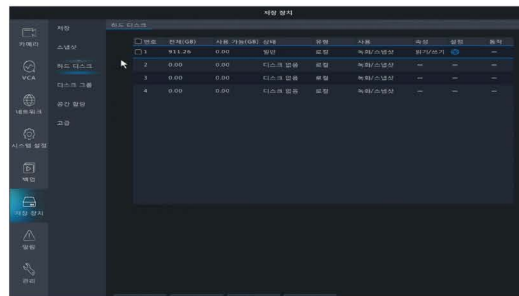 저장 장치
카메라
VCA
네트워크
시스템 설정
백업
저장 장치
알람
관리
저장
스냅샷
하드 디스크
디스크 그룹
공간 할당
고급
하드 디스크
번호 전체(GB) 사용 가능(GB) 상태 유형 사용 속성 설정 동작
1 911.26 0.00 정번 로컬 녹화/스냅샷 읽기/쓰기 —
2 0.00 0.00 디스크 없음 로컬 녹화/스냅샷 — — —
3 0.00 0.00 디스크 없음 로컬 녹화/스냅샷 — — —
4 0.00 0.00 디스크 없음 로컬 녹화/스냅샷 — — —